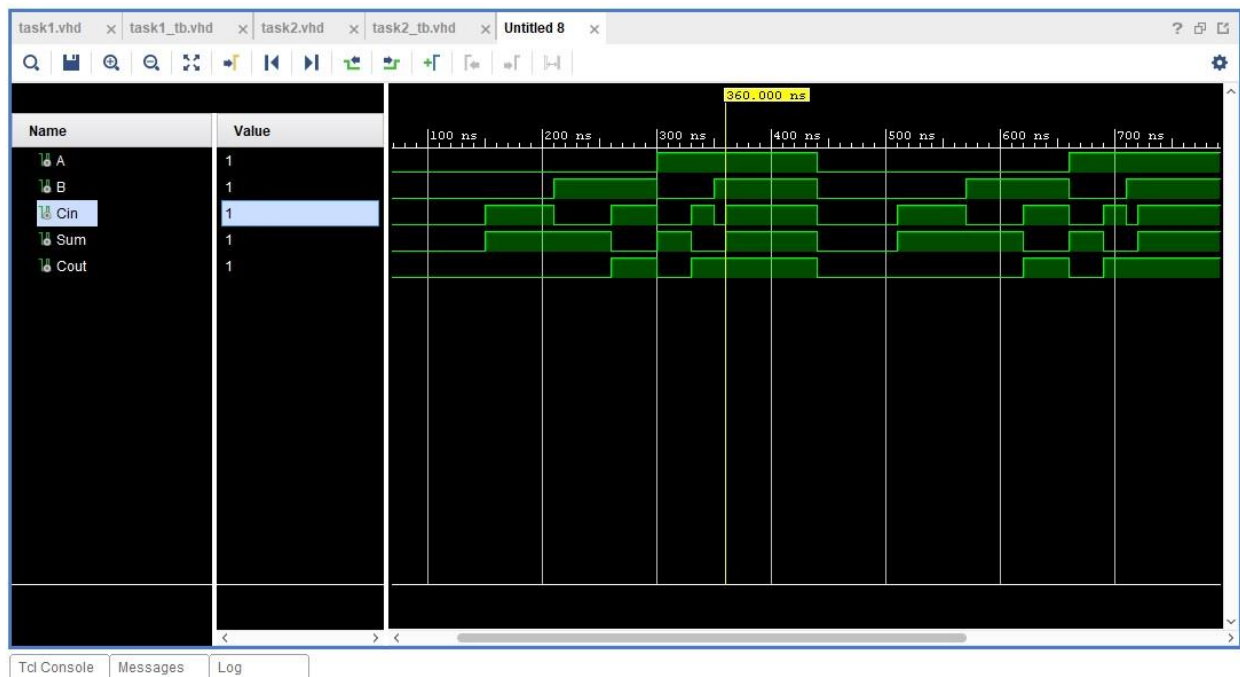 task1.vhd × task1_tb.vhd × task2.vhd × task2_tb.vhd × Untitled 8 × ?
360.000 ns
Name Value
100 ns 200 ns 300 ns 400 ns 500 ns 600 ns 700 ns
A 1
B 1
Cin 1
Sum 1
Cout 1
Tcl Console Messages Log